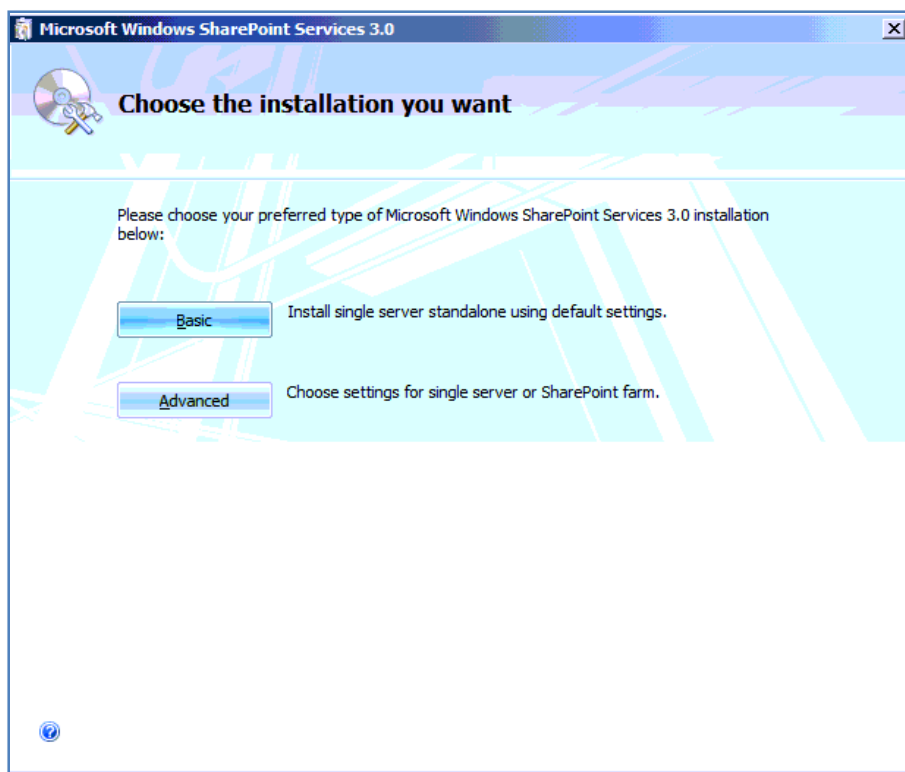 Microsoft Windows SharePoint Services 3.0
Choose the installation you want
Please choose your preferred type of Microsoft Windows SharePoint Services 3.0 installation
below:
Basic Install single server standalone using default settings.
Advanced Choose settings for single server or SharePoint farm.